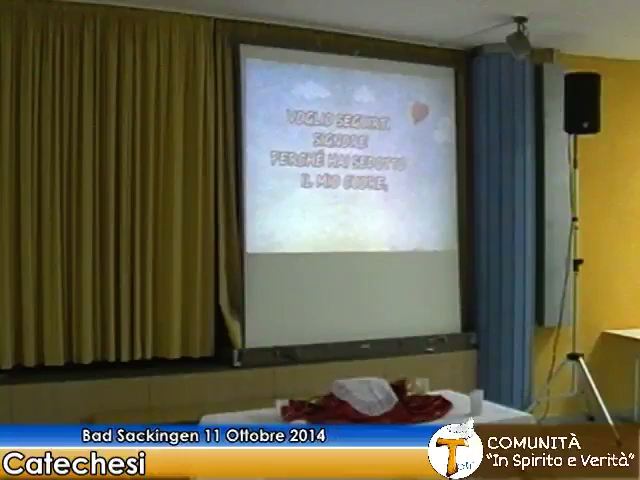 VOGLIO SEGUIRTI,
SIGNORE
PERCHÉ HAI SEDOTTO
IL MIO CUORE.
Bad Sackingen 11 Ottobre 2014
Catechesi
COMUNITÀ
"In Spirito e Verità"